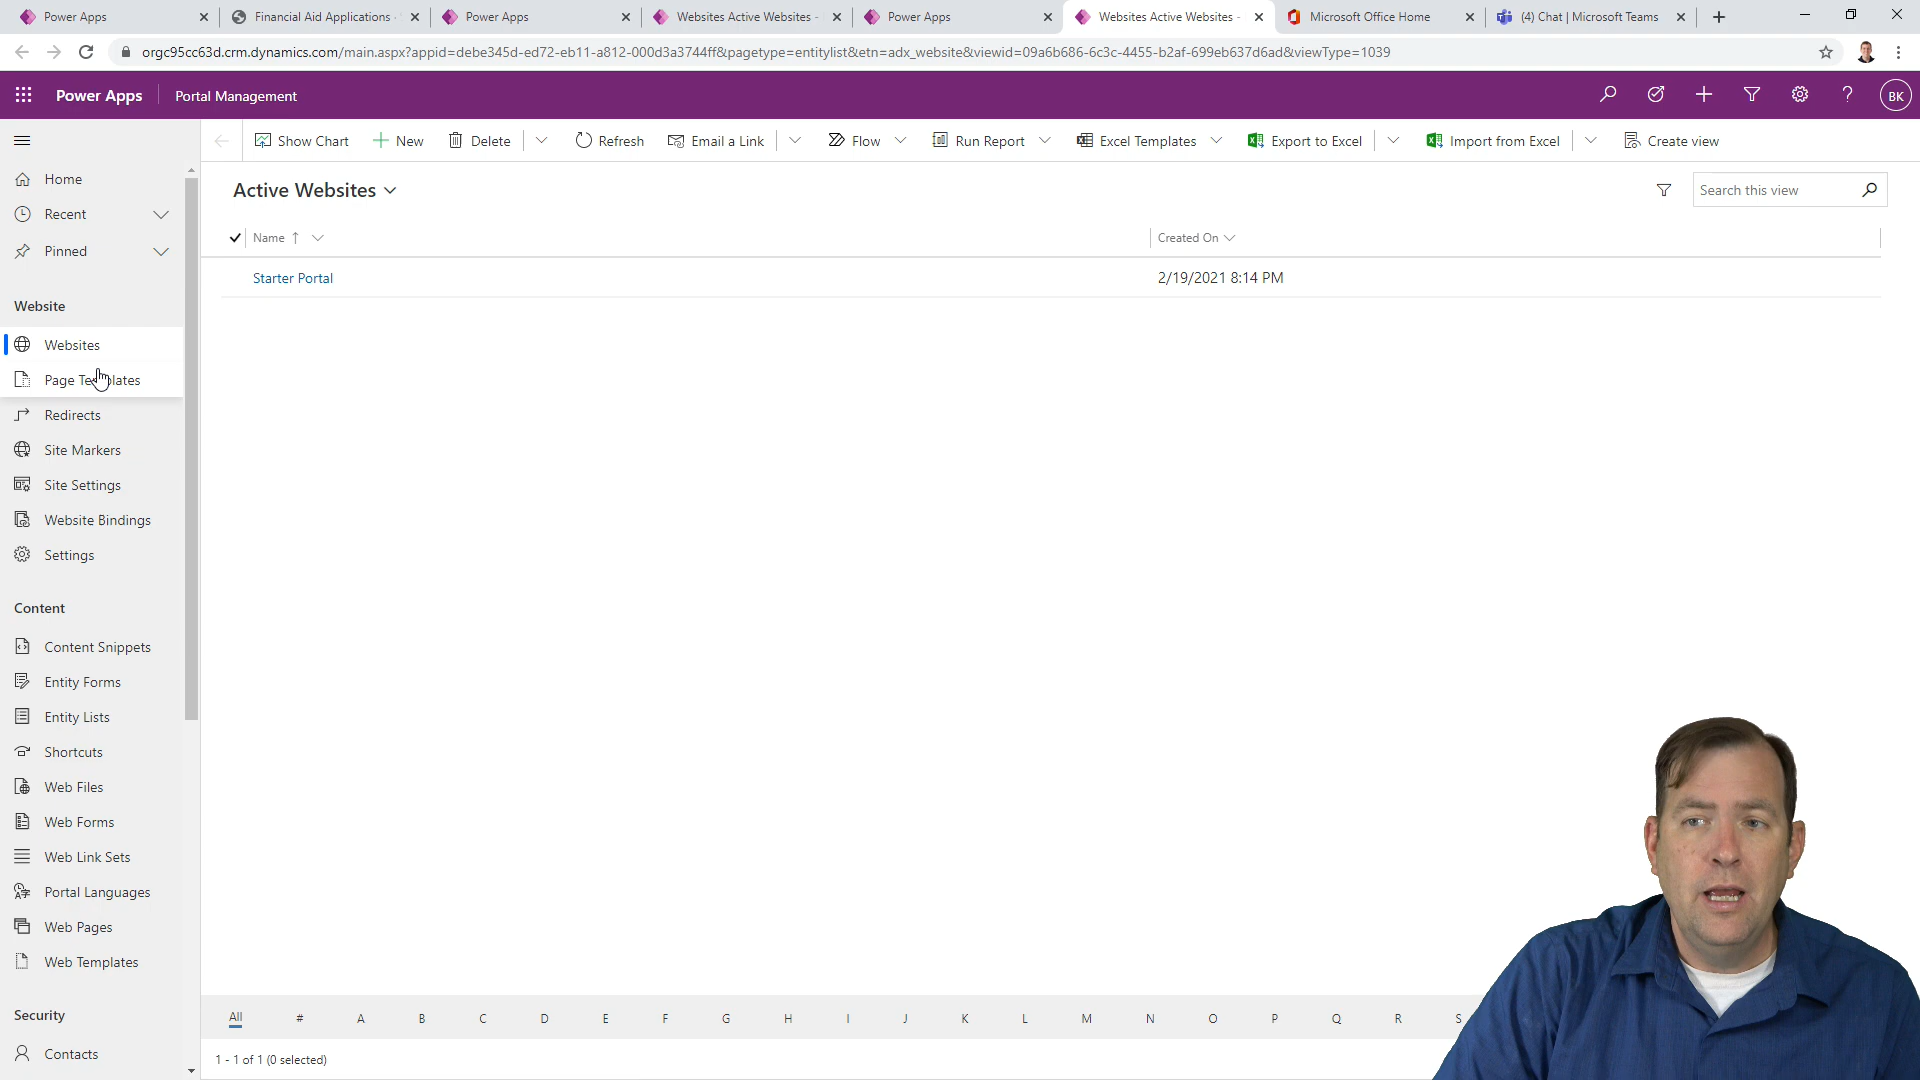 Power Apps
Financial Aid Applications -
Power Apps
Websites Active Websites -
Power Apps
Websites Active Websites -
Microsoft Office Home
(4) Chat | Microsoft Teams
orgc95cc63d.crm.dynamics.com/main.aspx?appid=debe345d-ed72-eb11-a812-000d3a3744ff&pagetype=entitylist&etn=adx_website&viewid=09a6b686-6c3c-4455-b2af-699eb637d6ad&viewType=1039
Power Apps
Portal Management
BK
Show Chart
New
Delete
Refresh
Email a Link
Flow
Run Report
Excel Templates
Export to Excel
Import from Excel
Create view
Home
Recent
Pinned
Website
Websites
Page Templates
Redirects
Site Markers
Site Settings
Website Bindings
Settings
Content
Content Snippets
Entity Forms
Entity Lists
Shortcuts
Web Files
Web Forms
Web Link Sets
Portal Languages
Web Pages
Web Templates
Security
Contacts
Active Websites
Search this view
Name
Created On
Starter Portal
2/19/2021 8:14 PM
All # A B C D E F G H I J K L M N O P Q R S
1 - 1 of 1 (0 selected)